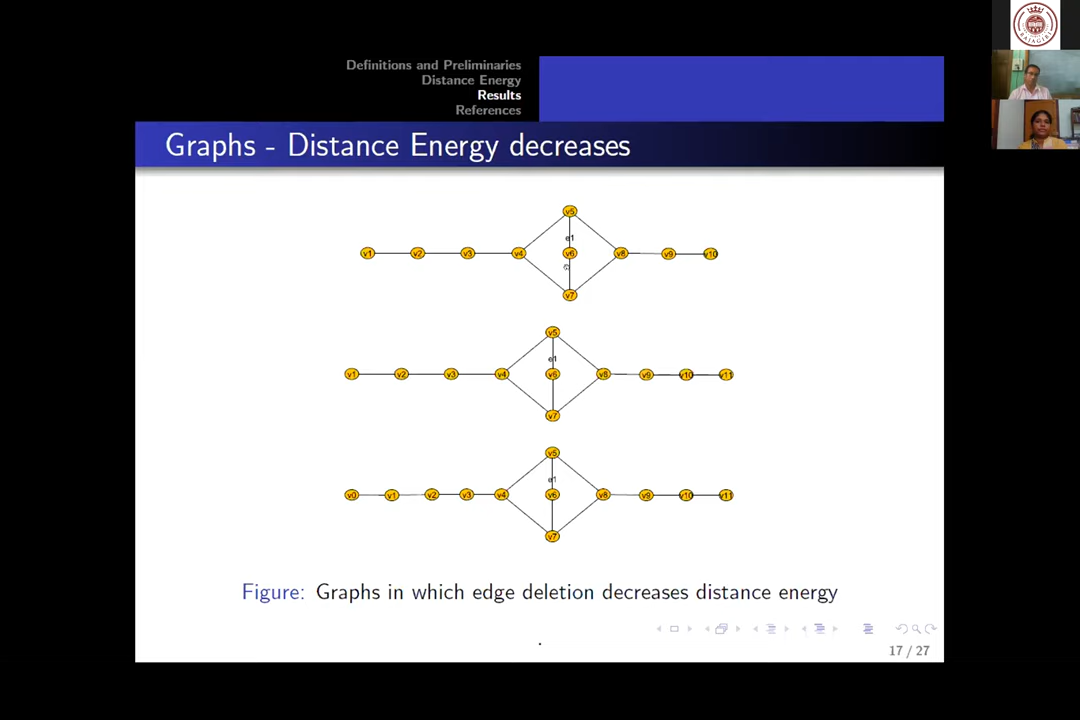 Definitions and Preliminaries
Distance Energy
Results
References
Graphs - Distance Energy decreases
v5
e1
v1 v2 v3 v4 v6 v8 v9 v10
v7
v5
e1
v1 v2 v3 v4 v6 v8 v9 v10 v11
v7
v5
e1
v0 v1 v2 v3 v4 v6 v8 v9 v10 v11
v7
Figure: Graphs in which edge deletion decreases distance energy
17 / 27
RAJAGIRI